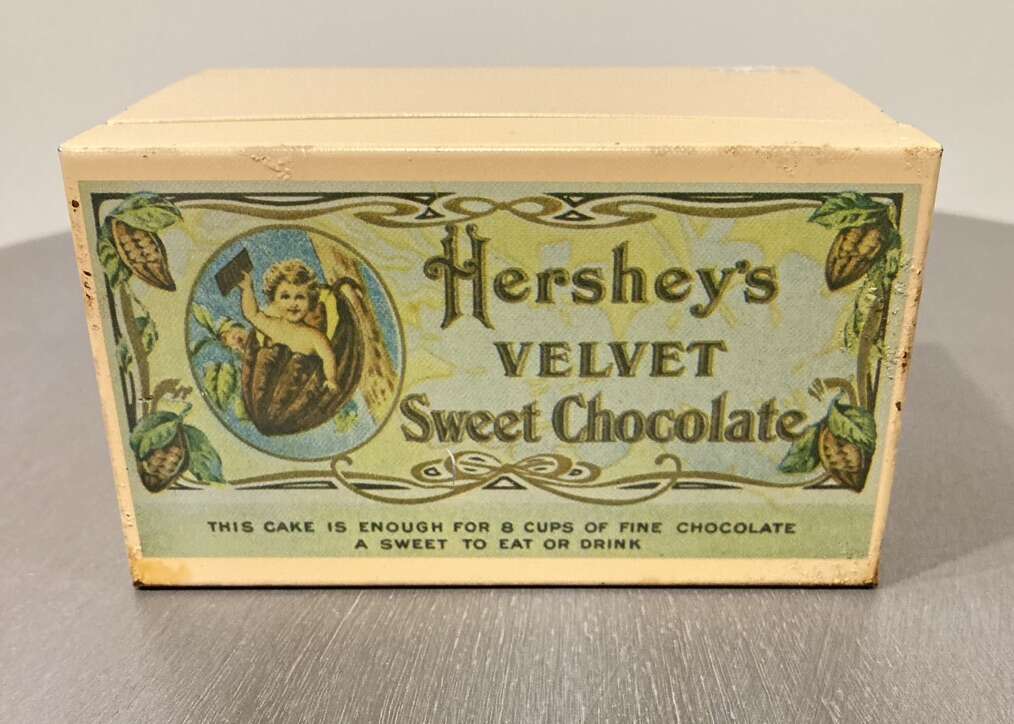 Hershey's
VELVET
Sweet Chocolate
THIS CAKE IS ENOUGH FOR 8 CUPS OF FINE CHOCOLATE
A SWEET TO EAT OR DRINK